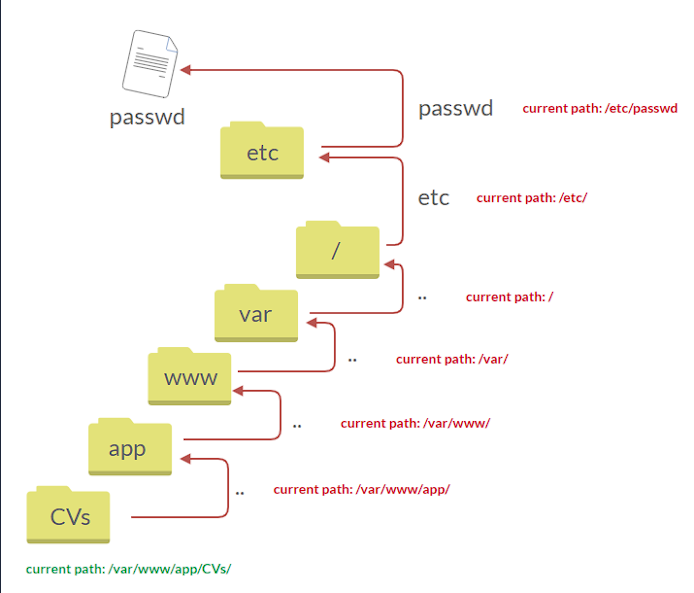 passwd
passwd current path: /etc/passwd
etc
etc current path: /etc/
/
.. current path: /
var
.. current path: /var/
www
.. current path: /var/www/
app
.. current path: /var/www/app/
CVs
current path: /var/www/app/CVs/